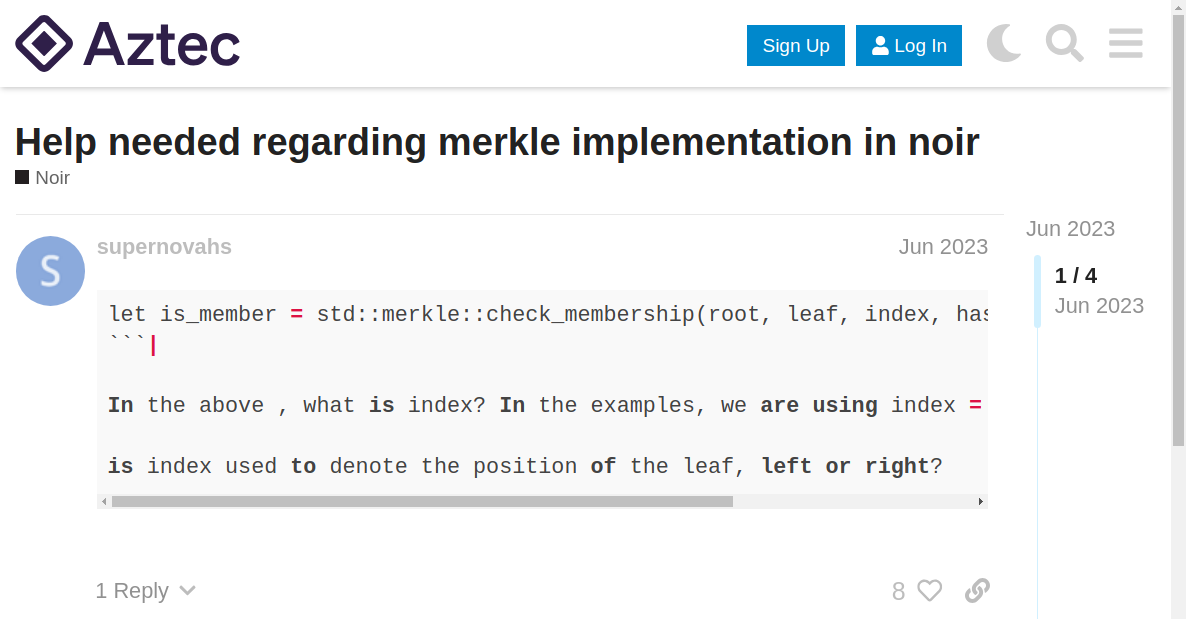 Aztec
Sign Up
Log In
Help needed regarding merkle implementation in noir
Noir
S
supernovahs
Jun 2023
let is_member = std::merkle::check_membership(root, leaf, index, has
```|
In the above , what is index? In the examples, we are using index =
is index used to denote the position of the leaf, left or right?
1 Reply
8
Jun 2023
1 / 4
Jun 2023